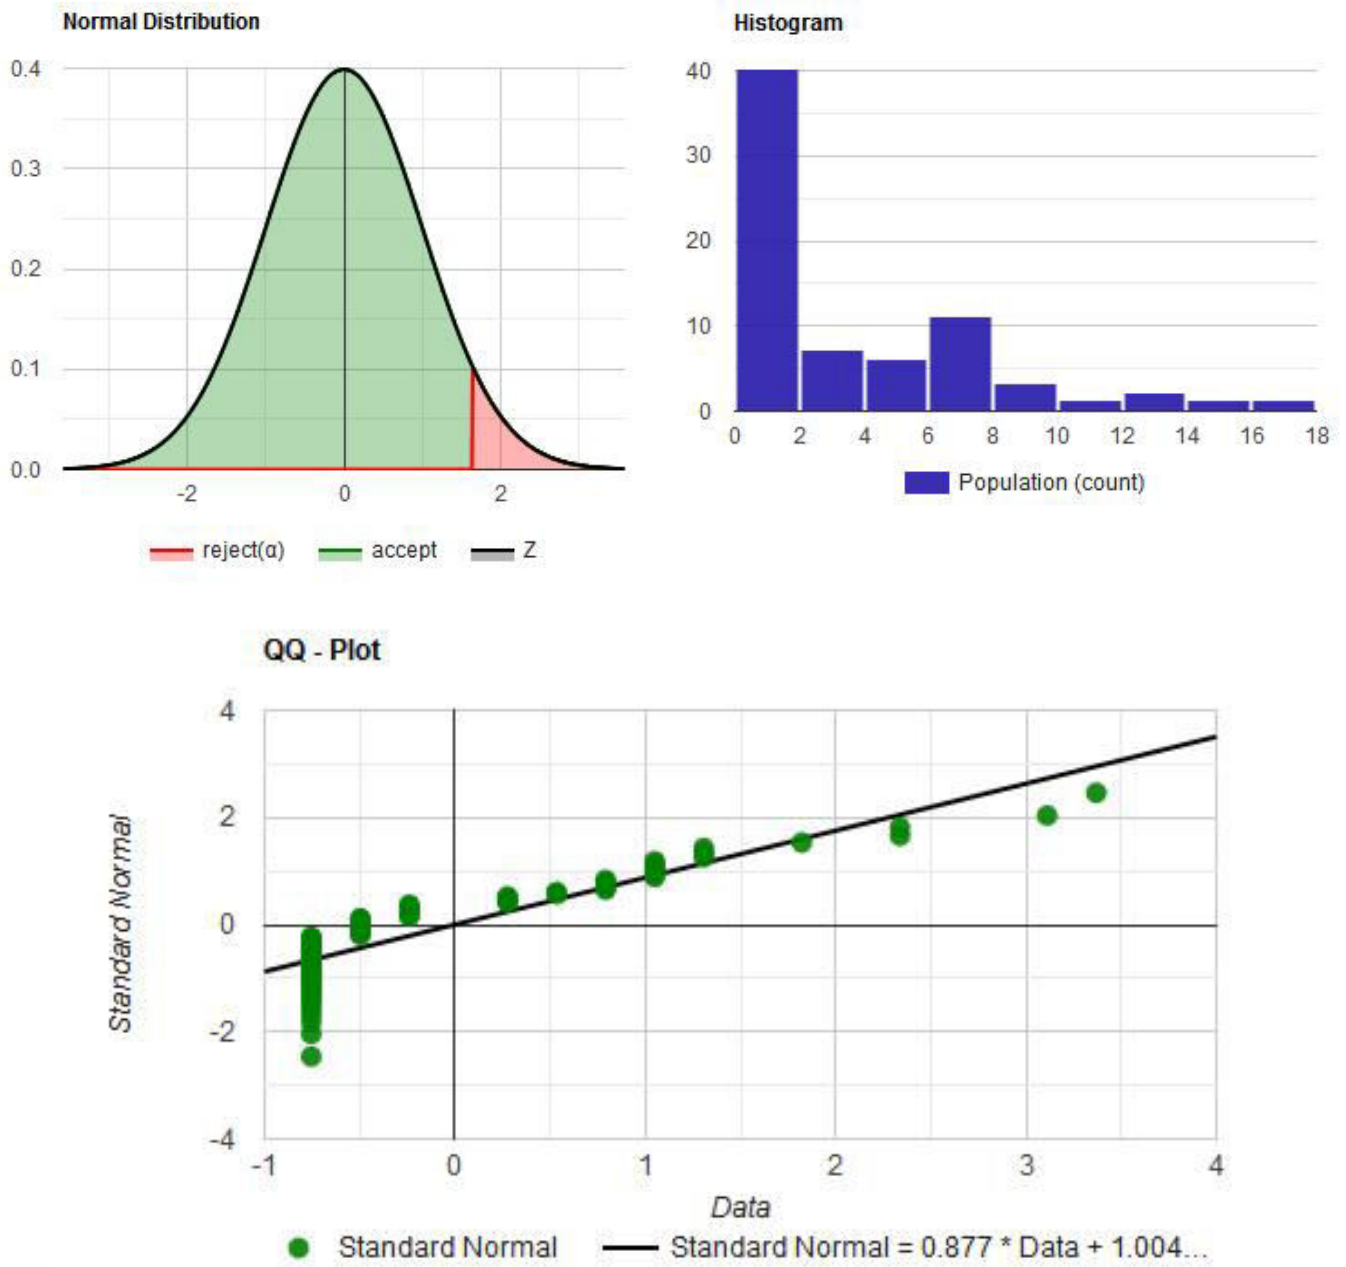 Normal Distribution
0.4
0.3
0.2
0.1
0.0
-2 0 2
reject(α) accept Z
Histogram
40
30
20
10
0
0 2 4 6 8 10 12 14 16 18
Population (count)
QQ - Plot
Standard Normal
4
2
0
-2
-4
-1 0 1 2 3 4
Data
Standard Normal Standard Normal = 0.877 * Data + 1.004...